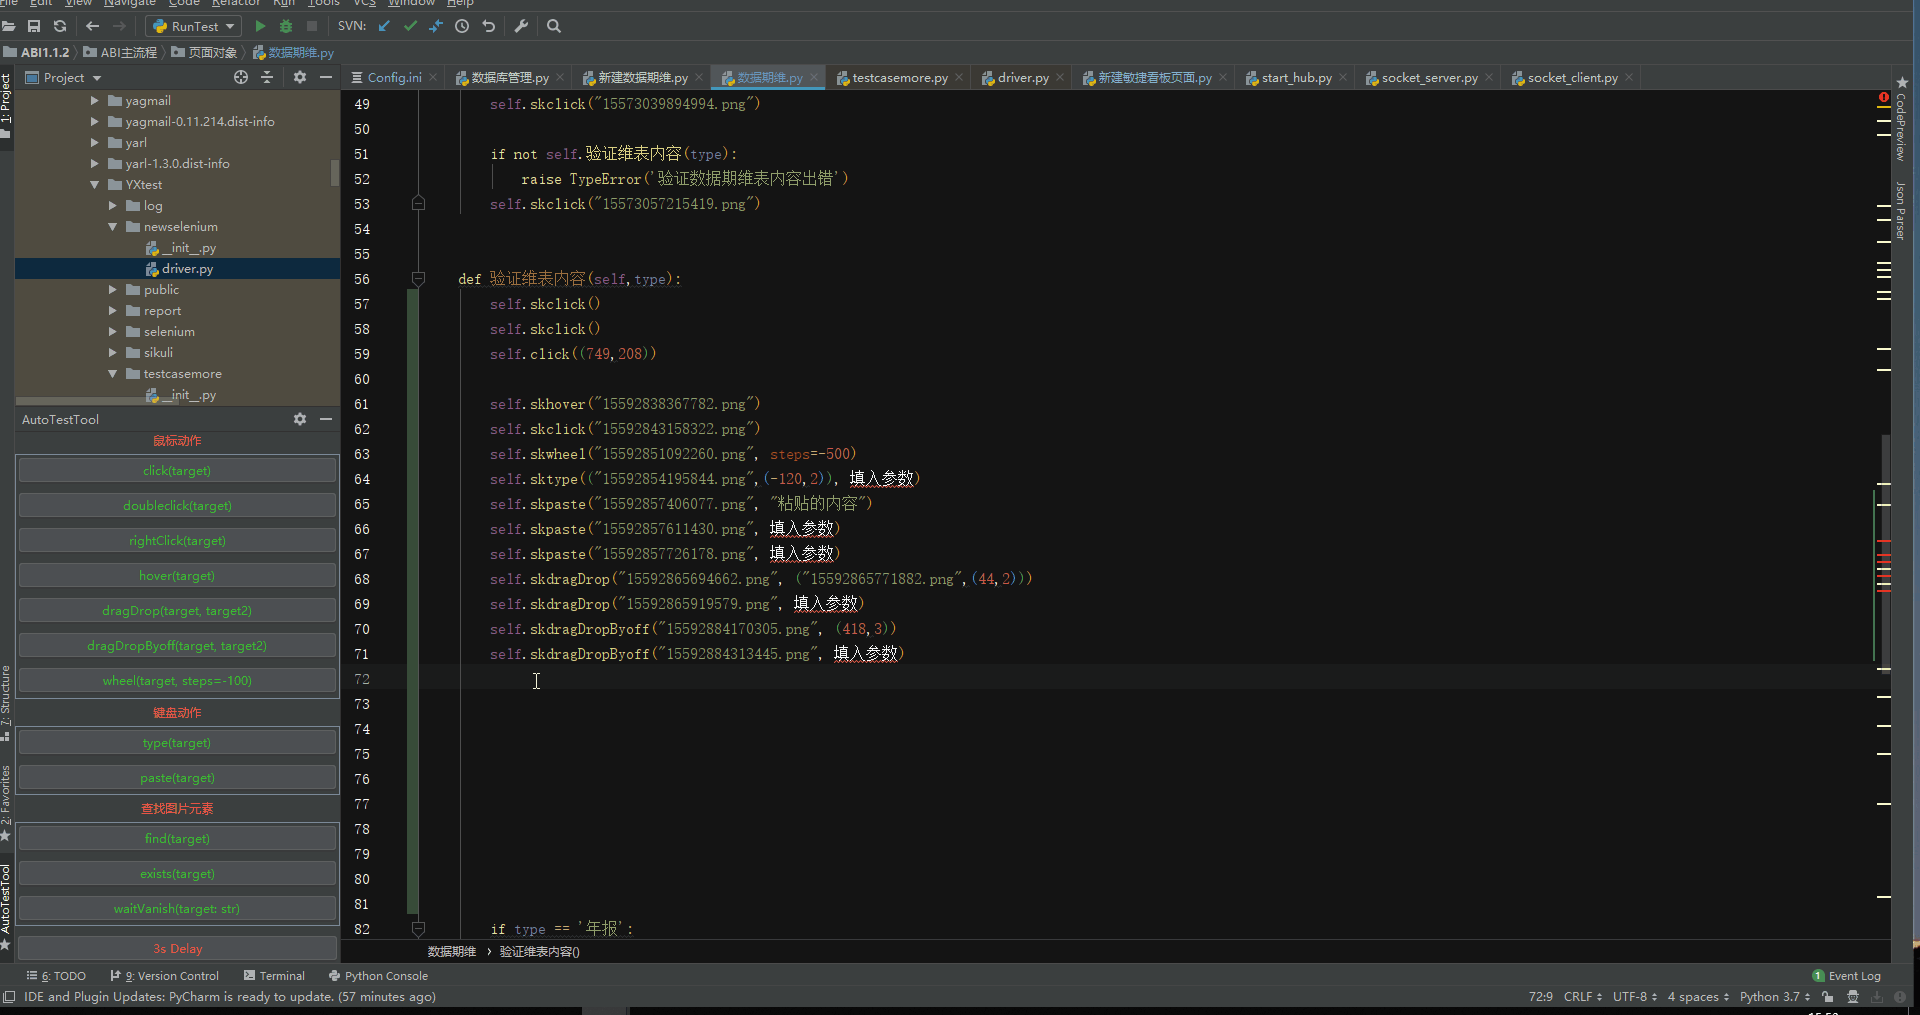 File Edit View Navigate Code Refactor Run Tools VCS Window Help
RunTest SVN:
ABI1.1.2 ABI主流程 页面对象 数据期维.py
Project
Config.ini 数据库管理.py 新建数据期维.py 数据期维.py testcasemore.py driver.py 新建敏捷看板页面.py start_hub.py socket_server.py socket_client.py
1: Project
yagmail
yagmail-0.11.214.dist-info
yarl
yarl-1.3.0.dist-info
YXtest
log
newselenium
__init__.py
driver.py
public
report
selenium
sikuli
testcasemore
__init__.py
AutoTestTool
鼠标动作
click(target)
doubleclick(target)
rightClick(target)
hover(target)
dragDrop(target, target2)
dragDropByoff(target, target2)
wheel(target, steps=-100)
键盘动作
type(target)
paste(target)
查找图片元素
find(target)
exists(target)
waitVanish(target: str)
3s Delay
7: Structure
2: Favorites
AutoTestTool
49 self.skclick("15573039894994.png")
50
51 if not self.验证维表内容(type):
52 raise TypeError('验证数据期维表内容出错')
53 self.skclick("15573057215419.png")
54
55
56 def 验证维表内容(self,type):
57 self.skclick()
58 self.skclick()
59 self.click((749,208))
60
61 self.skhover("15592838367782.png")
62 self.skclick("15592843158322.png")
63 self.skwheel("15592851092260.png", steps=-500)
64 self.sktype(("15592854195844.png",(-120,2)), 填入参数)
65 self.skpaste("15592857406077.png", "粘贴的内容")
66 self.skpaste("15592857611430.png", 填入参数)
67 self.skpaste("15592857726178.png", 填入参数)
68 self.skdragDrop("15592865694662.png", ("15592865771882.png",(44,2)))
69 self.skdragDrop("15592865919579.png", 填入参数)
70 self.skdragDropByoff("15592884170305.png", (418,3))
71 self.skdragDropByoff("15592884313445.png", 填入参数)
72
73
74
75
76
77
78
79
80
81
82 if type == '年报':
数据期维 › 验证维表内容()
CodePreview
Json Parser
6: TODO 9: Version Control Terminal Python Console 1 Event Log
IDE and Plugin Updates: PyCharm is ready to update. (57 minutes ago) 72:9 CRLF UTF-8 4 spaces Python 3.7